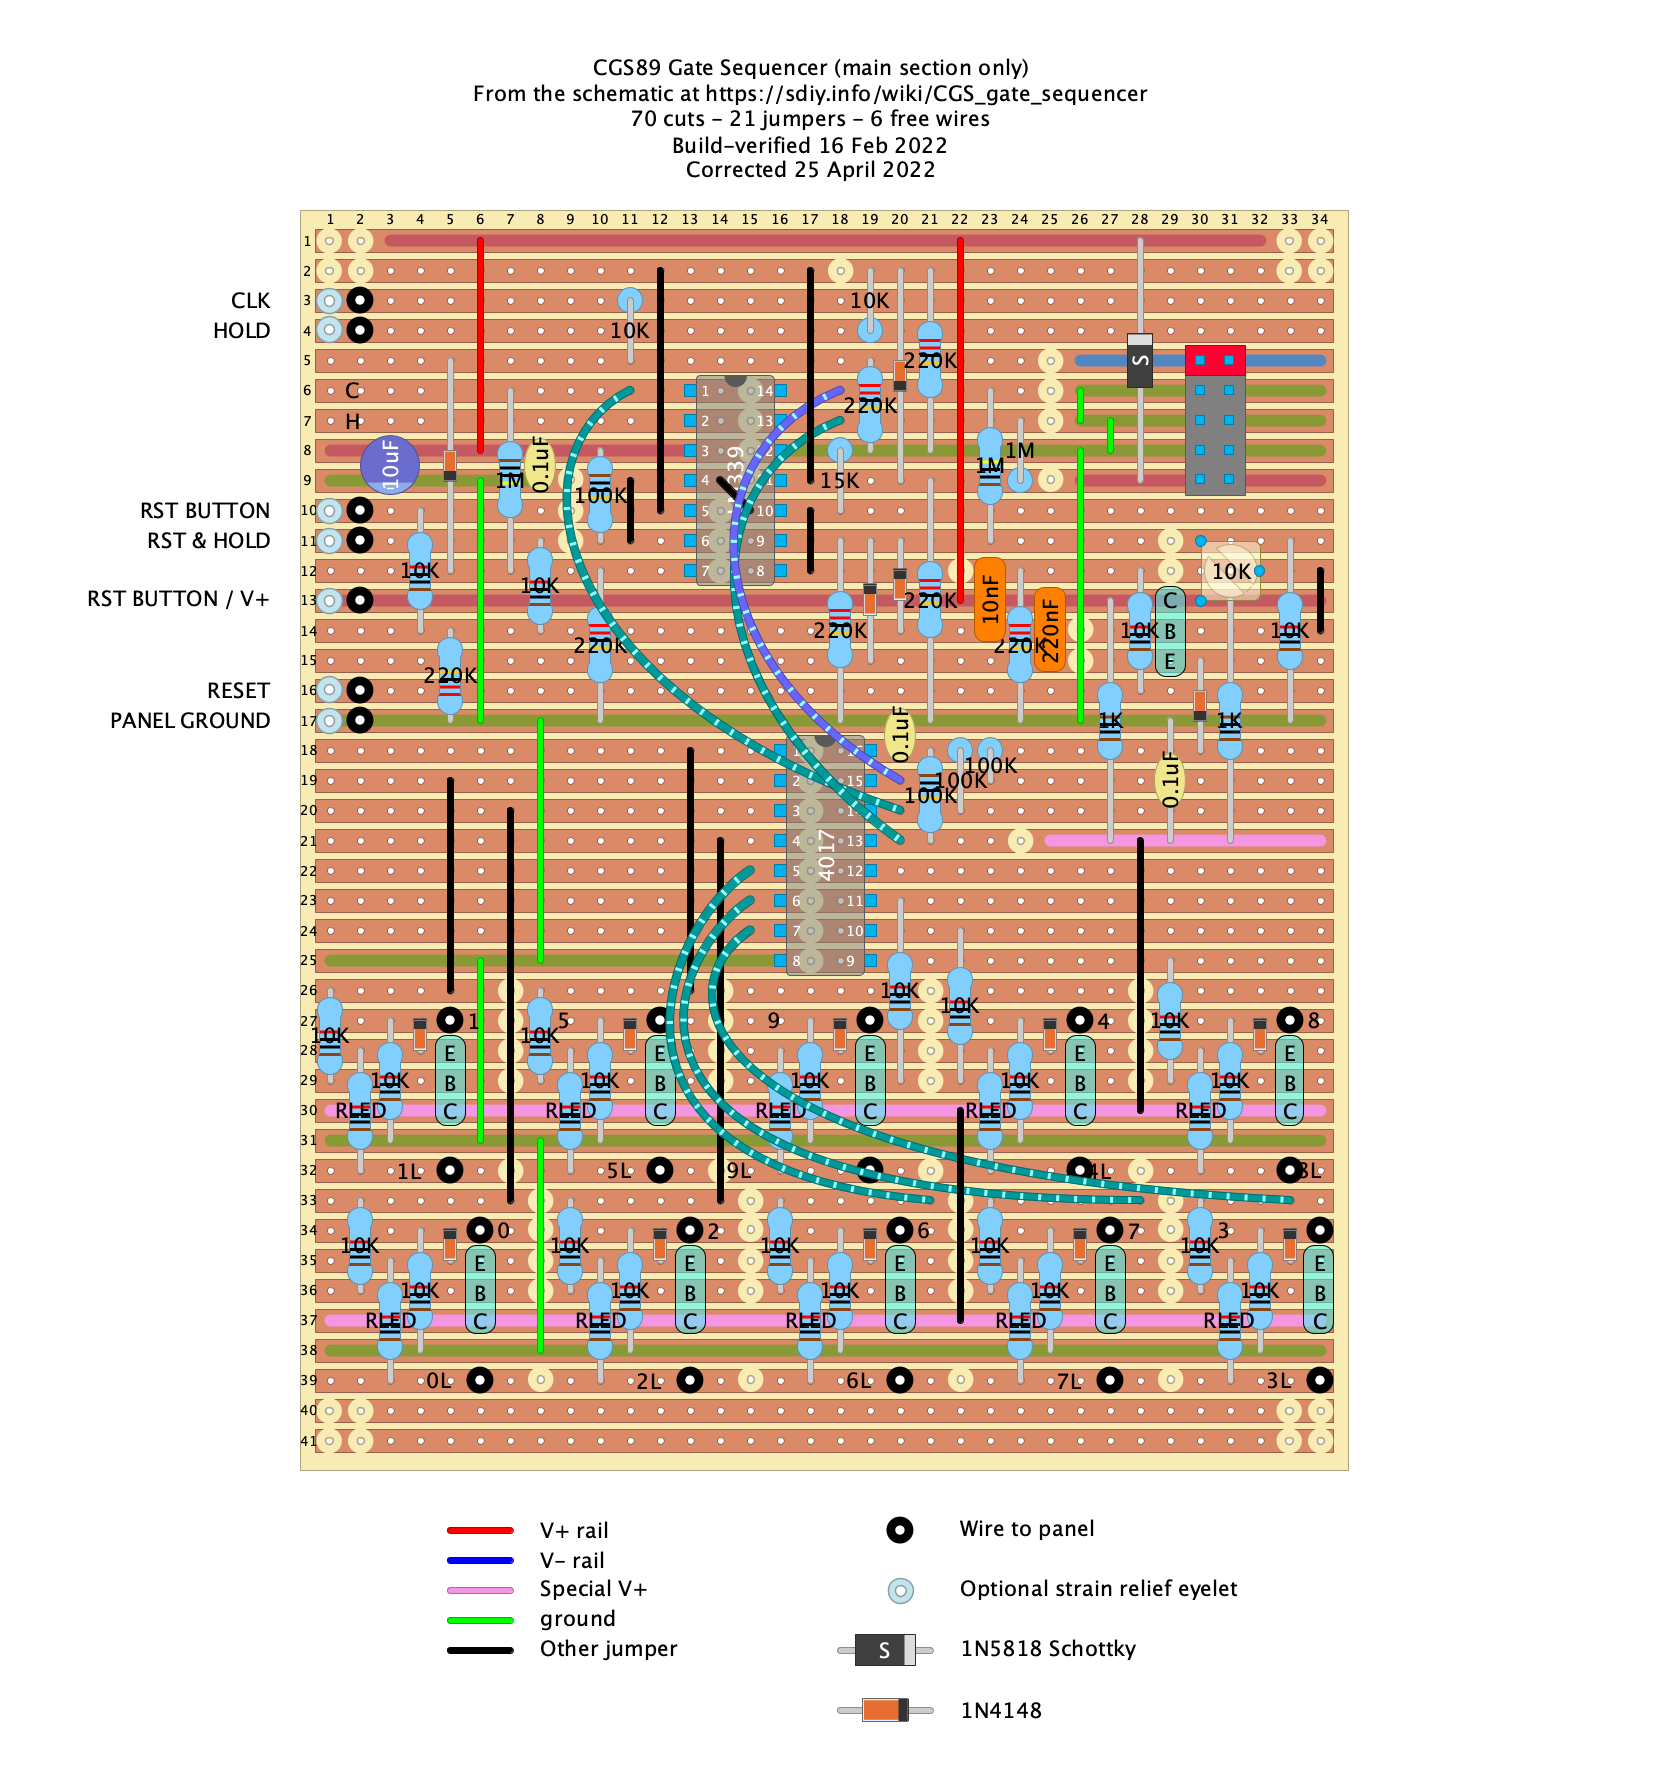 CGS89 Gate Sequencer (main section only)
From the schematic at https://sdiy.info/wiki/CGS_gate_sequencer
70 cuts – 21 jumpers – 6 free wires
Build-verified 16 Feb 2022
Corrected 25 April 2022
1 2 3 4 5 6 7 8 9 10 11 12 13 14 15 16 17 18 19 20 21 22 23 24 25 26 27 28 29 30 31 32 33 34
1
2
CLK 3 10K
HOLD 4 10K
5 220K S
6 C 1 14 220K
7 H 2 13
8 10uF 0.1uF 3 1M
9 1M 100K 4 15K 1M
RST BUTTON 10 5 10
RST & HOLD 11 6 9
12 10K 10K 7 8 10K
RST BUTTON / V+ 13 220K 10nF C
14 220K 220K 220K 220nF 10K B 10K
15 220K E
RESET 16
PANEL GROUND 17 0.1uF 1K 1K
18 100K
19 2 15 100K 0.1uF
20 3 100K
21 4 13
22 5 4017 12
23 6 11
24 7 10
25 8 9
26 10K 10K
27 10K 1 10K 5 9 4 10K 8
28 E E E E E
29 10K B 10K B 10K B 10K B 10K B
30 RLED C RLED C RLED C RLED C RLED C
31
32 1L 5L 9L 4L
33
34 10K 0 10K 2 10K 6 10K 7 10K 3
35 E E E E E
36 10K B 10K B 10K B 10K B 10K B
37 RLED C RLED C RLED C RLED C RLED C
38
39 0L 2L 6L 7L 3L
40
41
V+ rail
V– rail
Special V+
ground
Other jumper
Wire to panel
Optional strain relief eyelet
S 1N5818 Schottky
1N4148